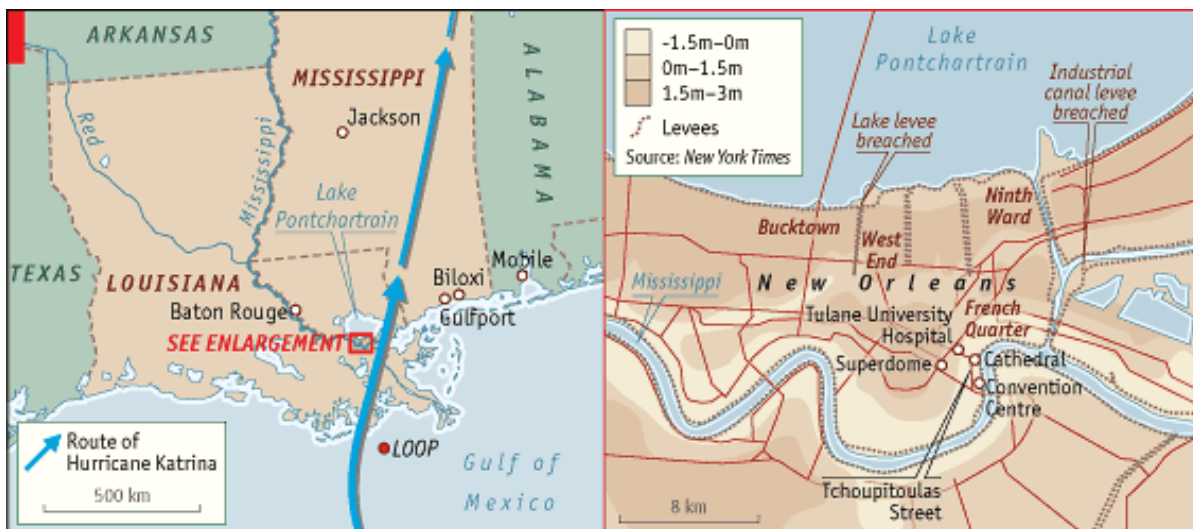 ARKANSAS
MISSISSIPPI
ALABAMA
Jackson
Red
Mississippi
Lake
Pontchartrain
TEXAS
LOUISIANA
Baton Rouge
Biloxi
Mobile
Gulfport
SEE ENLARGEMENT
LOOP
Gulf of
Mexico
Route of
Hurricane Katrina
500 km
-1.5m–0m
0m–1.5m
1.5m–3m
Levees
Source: New York Times
Lake
Pontchartrain
Lake levee
breached
Industrial
canal levee
breached
Bucktown
West
End
Ninth
Ward
Mississippi
New Orleans
Tulane University
Hospital
French
Quarter
Superdome
Cathedral
Convention
Centre
Tchoupitoulas
Street
8 km